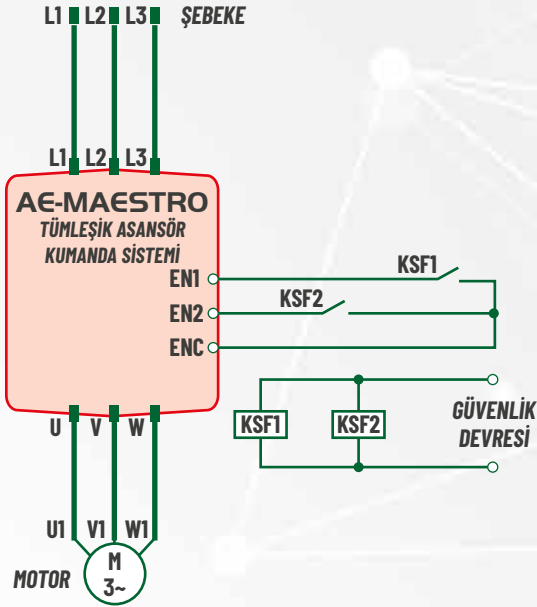 L1 L2 L3 ŞEBEKE
L1 L2 L3
AE-MAESTRO
TÜMLEŞİK ASANSÖR
KUMANDA SİSTEMİ
EN1
KSF1
EN2
KSF2
ENC
U V W
KSF1 KSF2
GÜVENLİK
DEVRESİ
U1 V1 W1
MOTOR
M
3~